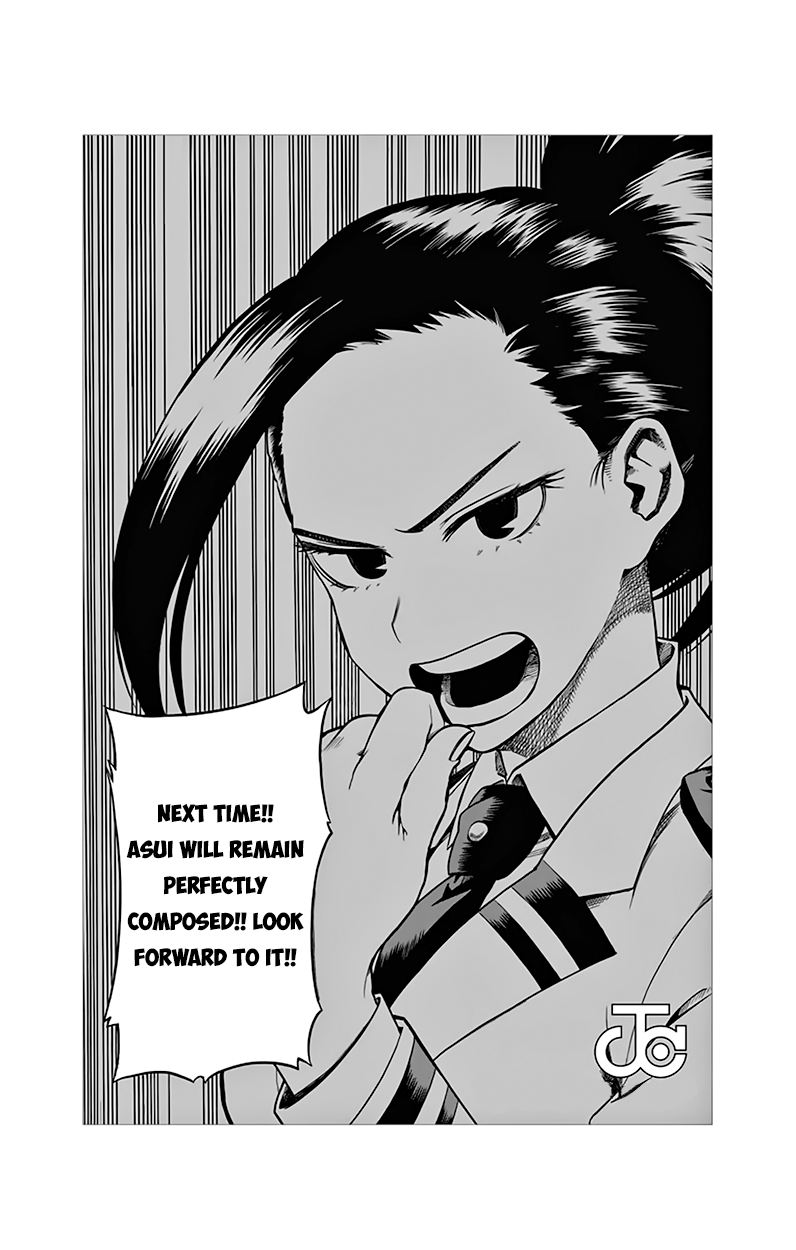 NEXT TIME!!
ASUI WILL REMAIN
PERFECTLY
COMPOSED!! LOOK
FORWARD TO IT!!